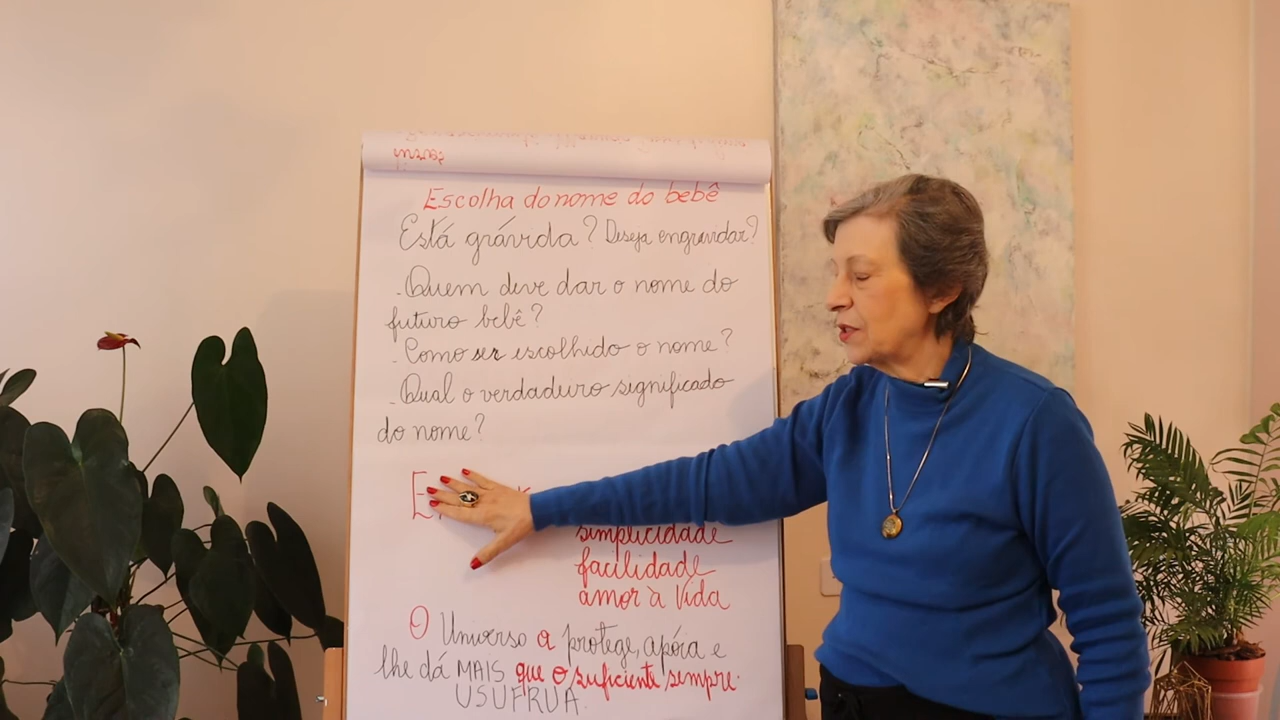 Escolha do nome do bebê
Está grávida? Deseja engravidar?
- Quem deve dar o nome do
futuro bebê?
- Como ser escolhido o nome?
- Qual o verdadeiro significado
do nome?
simplicidade
facilidade
amor à Vida
O Universo a protege, apóia e
lhe dá MAIS que o suficiente sempre.
USUFRUA.